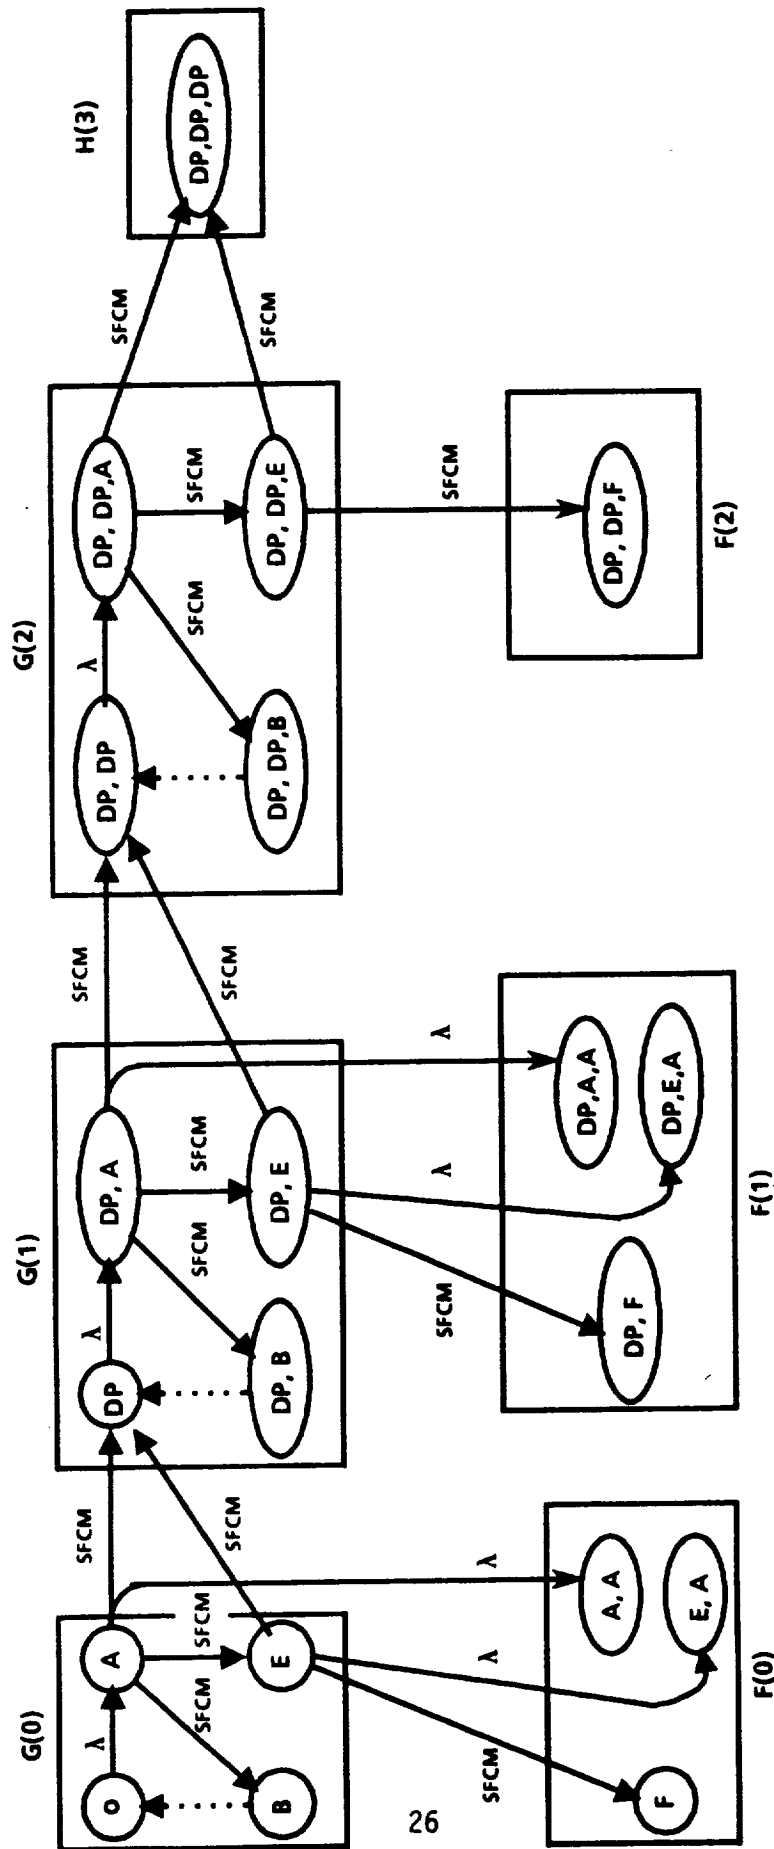 G(0)
O
λ
A
SFCM
SFCM
B
E
SFCM
SFCM
λ
λ
SFCM
F
A, A
E, A
F(0)
G(1)
DP
λ
DP, A
SFCM
SFCM
DP, B
DP, E
SFCM
SFCM
λ
λ
SFCM
DP, F
DP,A,A
DP,E,A
F(1)
G(2)
DP, DP
λ
DP, DP,A
SFCM
SFCM
DP, DP,B
DP, DP,E
SFCM
SFCM
SFCM
DP, DP,F
F(2)
H(3)
DP,DP,DP
26